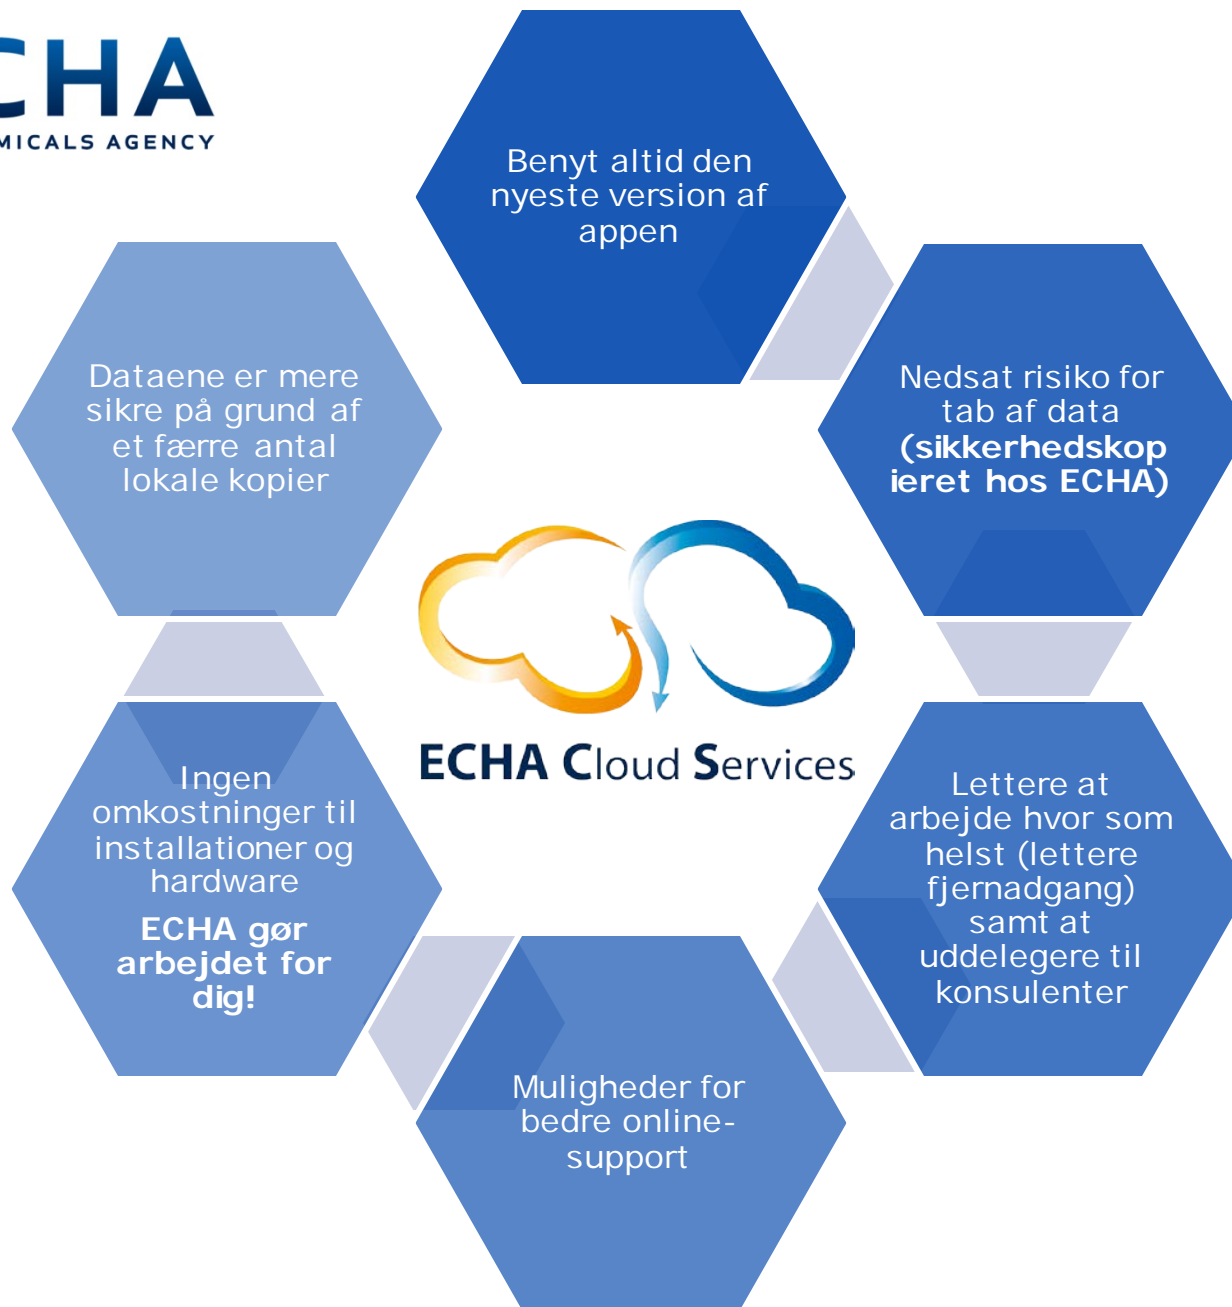 CHA
MICALS AGENCY
Benyt altid den
nyeste version af
appen
Nedsat risiko for
tab af data
(sikkerhedskop
ieret hos ECHA)
Lettere at
arbejde hvor som
helst (lettere
fjernadgang)
samt at
uddelegere til
konsulenter
Muligheder for
bedre online-
support
Ingen
omkostninger til
installationer og
hardware
ECHA gør
arbejdet for
dig!
Dataene er mere
sikre på grund af
et færre antal
lokale kopier
ECHA Cloud Services